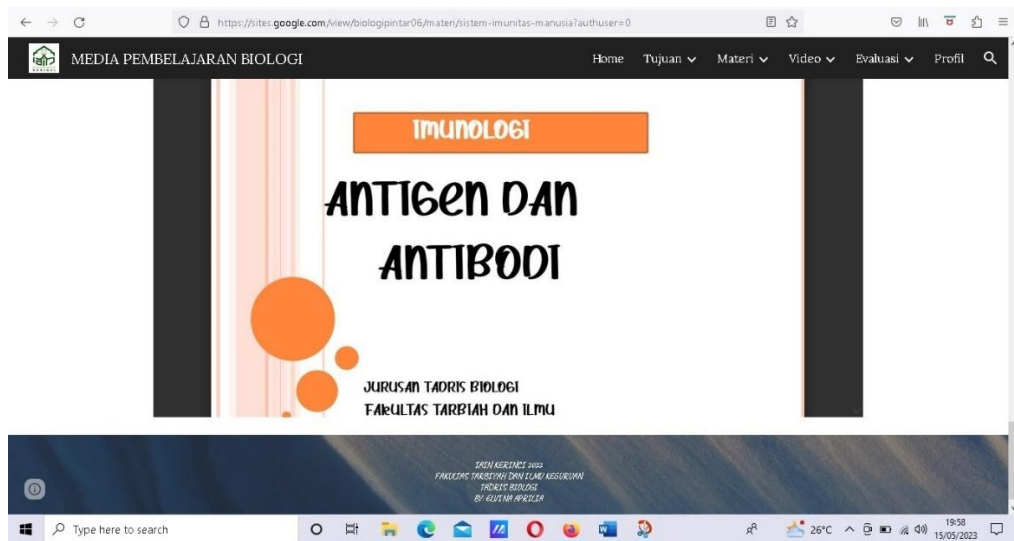 https://sites.google.com/view/biologipintar06/materi/sistem-imunitas-manusia?authuser=0
MEDIA PEMBELAJARAN BIOLOGI
Home Tujuan Materi Video Evaluasi Profil
IMUNOLOGI
ANTIGEN DAN
ANTIBODI
JURUSAN TADRIS BIOLOGI
FAKULTAS TARBIAH DAN ILMU
IAIN KERINCI 2022
FAKULTAS TARBIYAH DAN ILMU KEGURUAN
TADRIS BIOLOGI
BY ELVINA APRILIA
Type here to search
26°C
19:58
15/05/2023